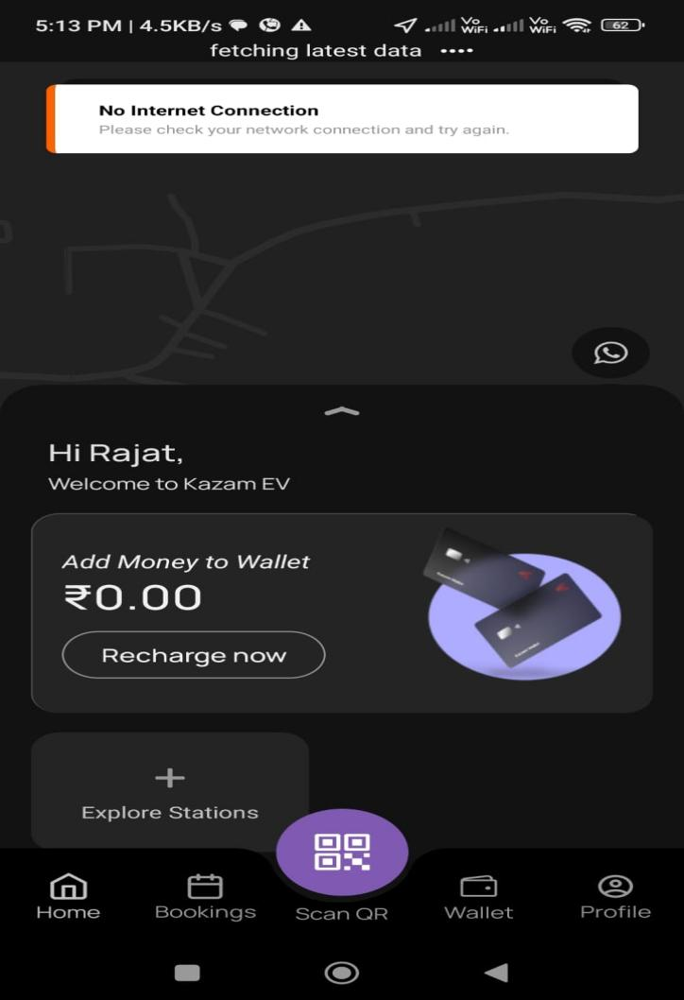 5:13 PM | 4.5KB/s
Vo WiFi
Vo WiFi
62
fetching latest data ....
No Internet Connection
Please check your network connection and try again.
Hi Rajat,
Welcome to Kazam EV
Add Money to Wallet
₹0.00
Recharge now
Explore Stations
Home
Bookings
Scan QR
Wallet
Profile